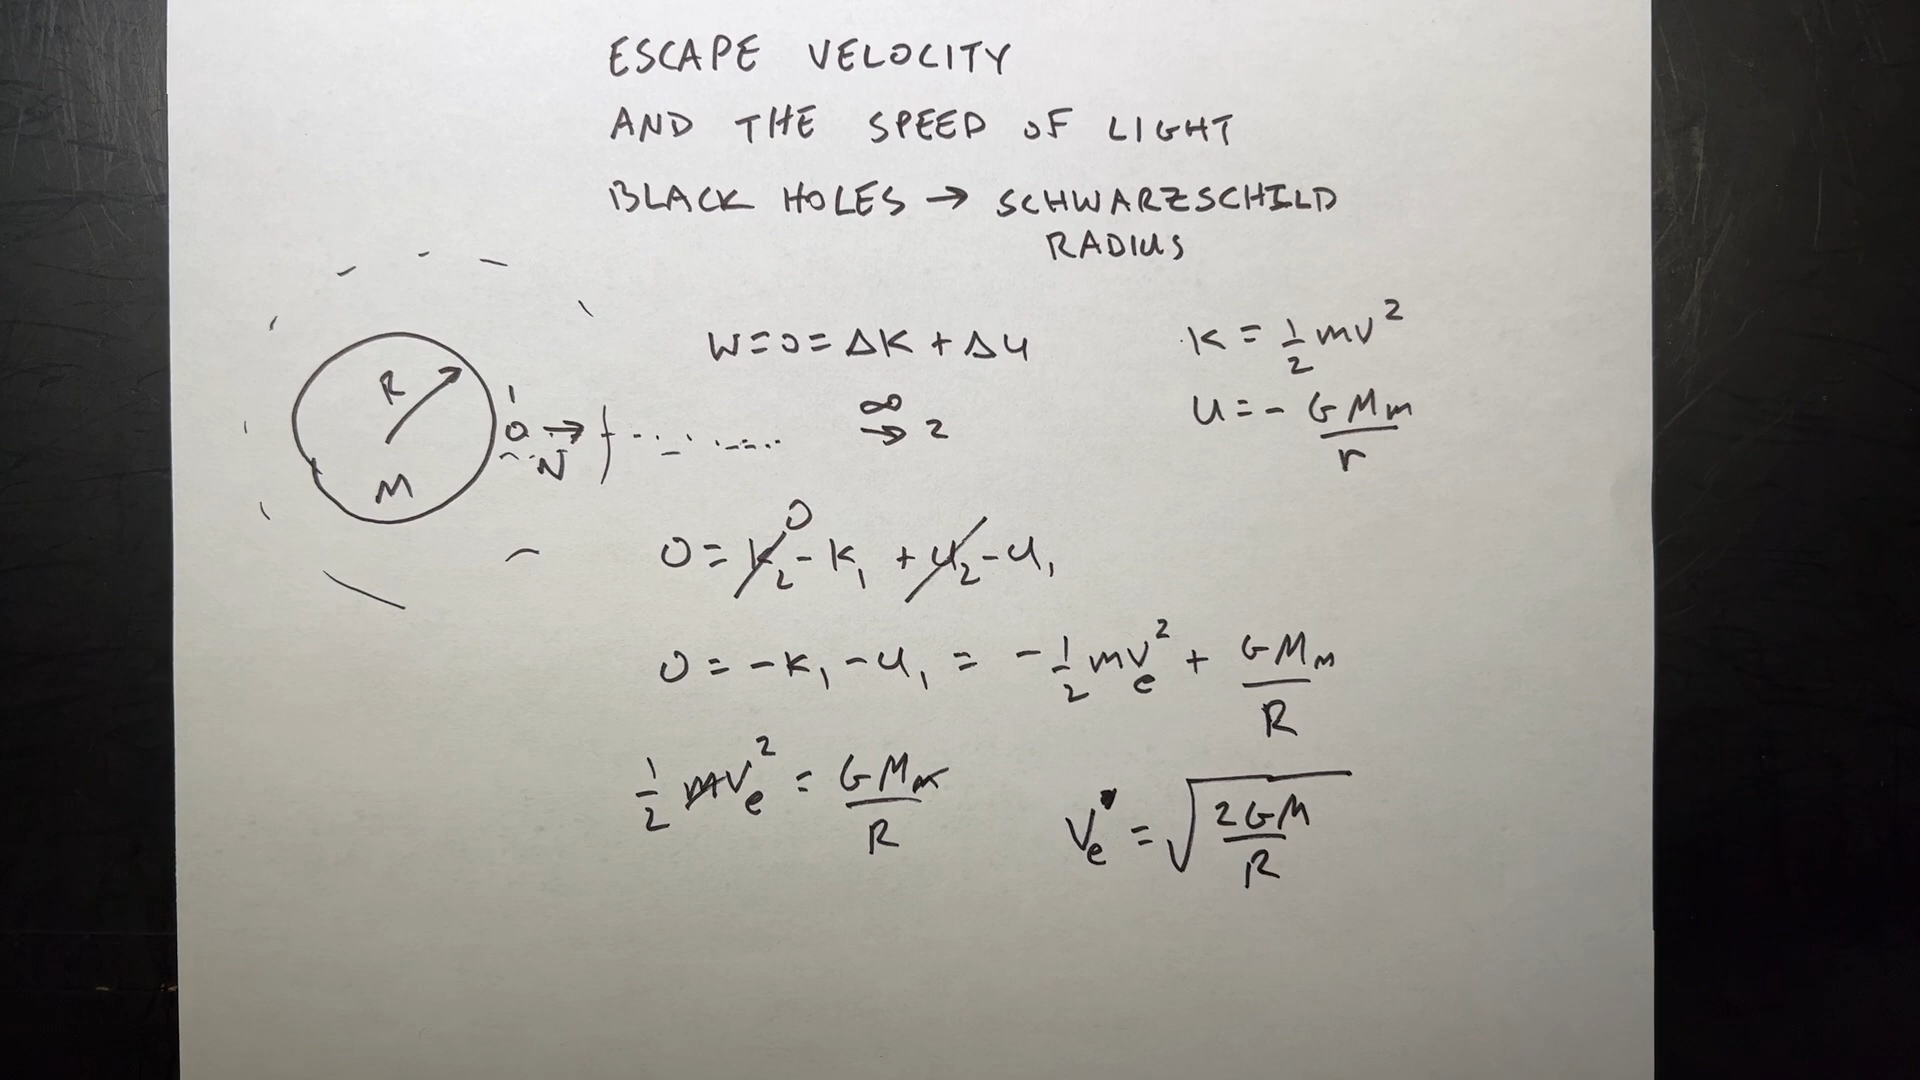 ESCAPE VELOCITY
AND THE SPEED OF LIGHT
BLACK HOLES → SCHWARZSCHILD
RADIUS
W=0=ΔK+ΔU
K=½mv²
U=-GMm/r
R
M
1
v
∞
→ 2
0=K₂-K₁+U₂-U₁
0
0=-K₁-U₁=-½mvₑ²+GMm/R
½mvₑ²=GMm/R
vₑ=√(2GM/R)